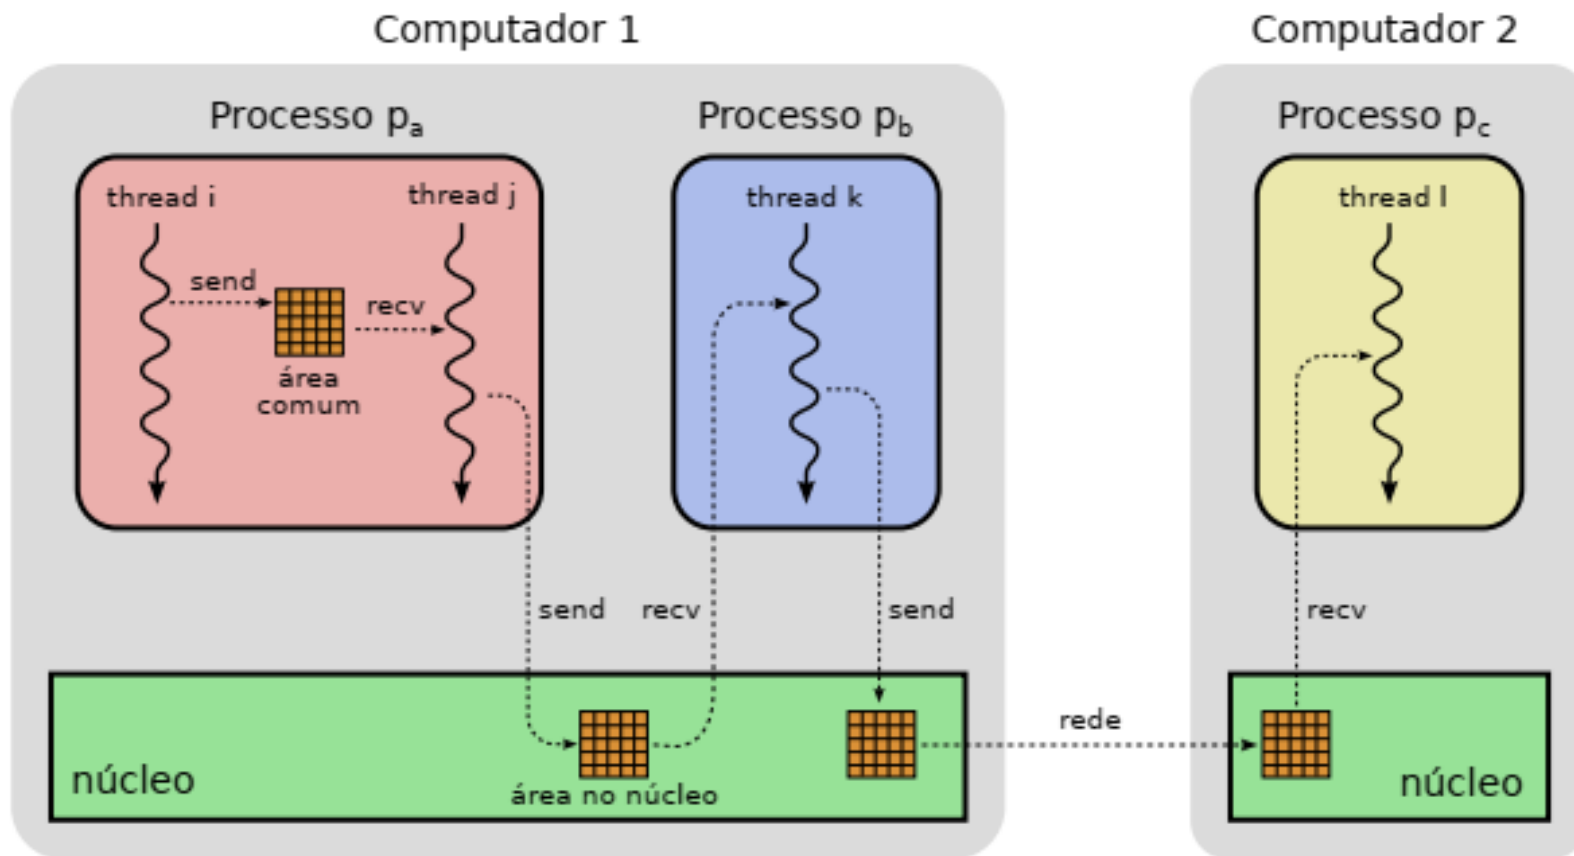 Computador 1
Computador 2
Processo pa
Processo pb
Processo pc
thread i
thread j
thread k
thread l
send
recv
área
comum
send
recv
send
recv
rede
núcleo
área no núcleo
núcleo